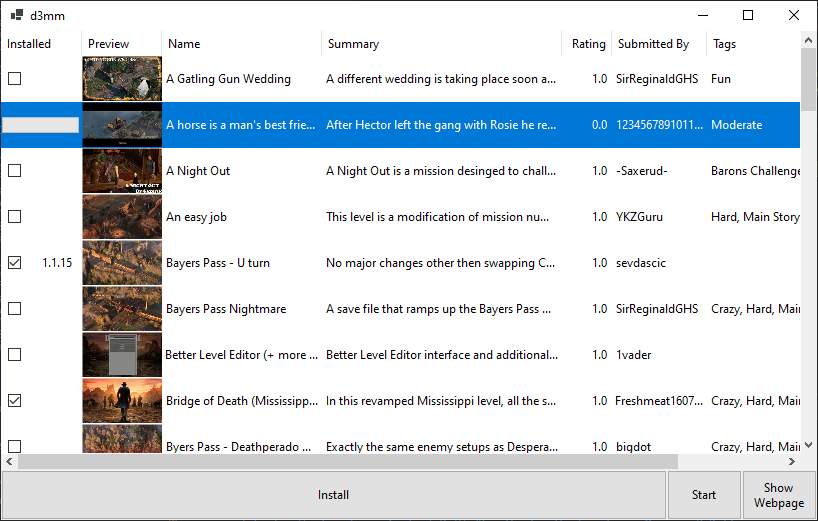 d3mm
Installed Preview Name Summary Rating Submitted By Tags
A Gatling Gun Wedding A different wedding is taking place soon a... 1.0 SirReginaldGHS Fun
A horse is a man's best frie... After Hector left the gang with Rosie he re... 0.0 1234567891011... Moderate
A Night Out A Night Out is a mission desinged to chall... 1.0 -Saxerud- Barons Challenge
An easy job This level is a modification of mission nu... 1.0 YKZGuru Hard, Main Story
1.1.15 Bayers Pass - U turn No major changes other then swapping C... 1.0 sevdascic
Bayers Pass Nightmare A save file that ramps up the Bayers Pass ... 1.0 SirReginaldGHS Crazy, Hard, Mai
Better Level Editor (+ more ... Better Level Editor interface and additional... 1.0 1vader
Bridge of Death (Mississipp... In this revamped Mississippi level, all the s... 1.0 Freshmeat1607... Crazy, Hard, Mai
Byers Pass - Deathperado ... Exactly the same enemy setups as Despera... 1.0 bigdot Crazy, Hard, Mai
Install Start Show
Webpage